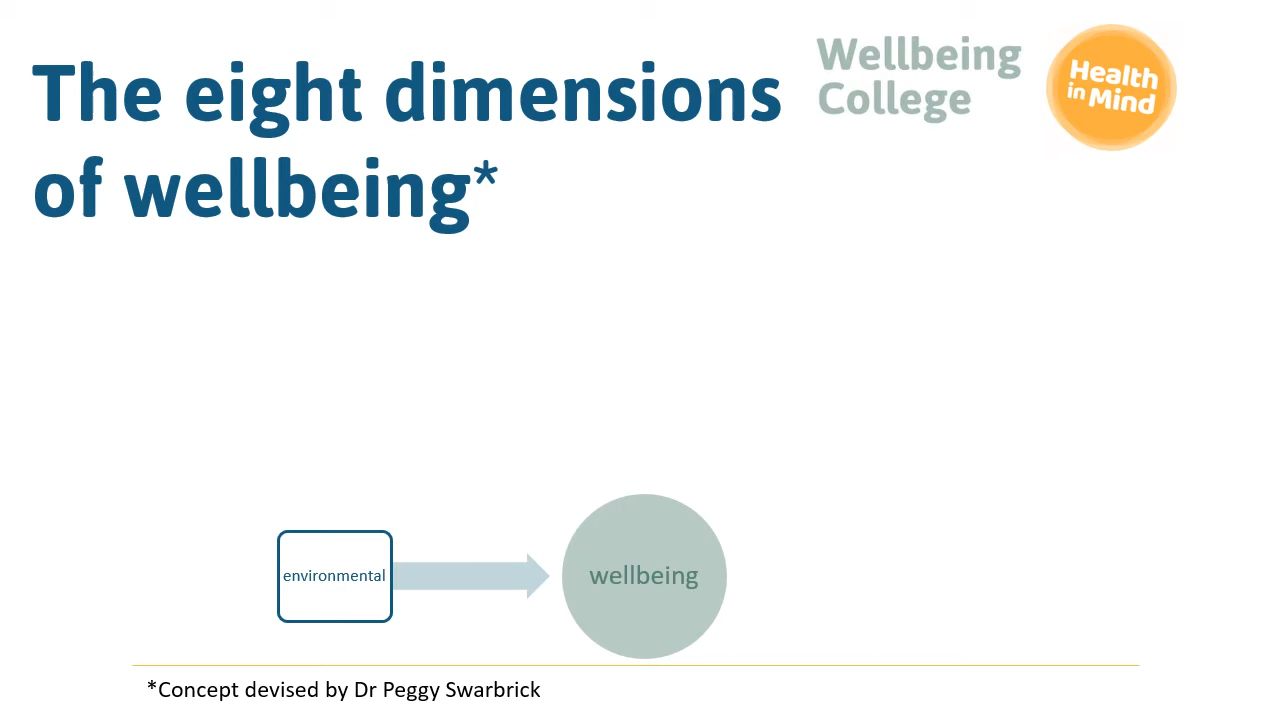 The eight dimensions
of wellbeing*
Wellbeing
College
Health
in Mind
environmental
wellbeing
*Concept devised by Dr Peggy Swarbrick